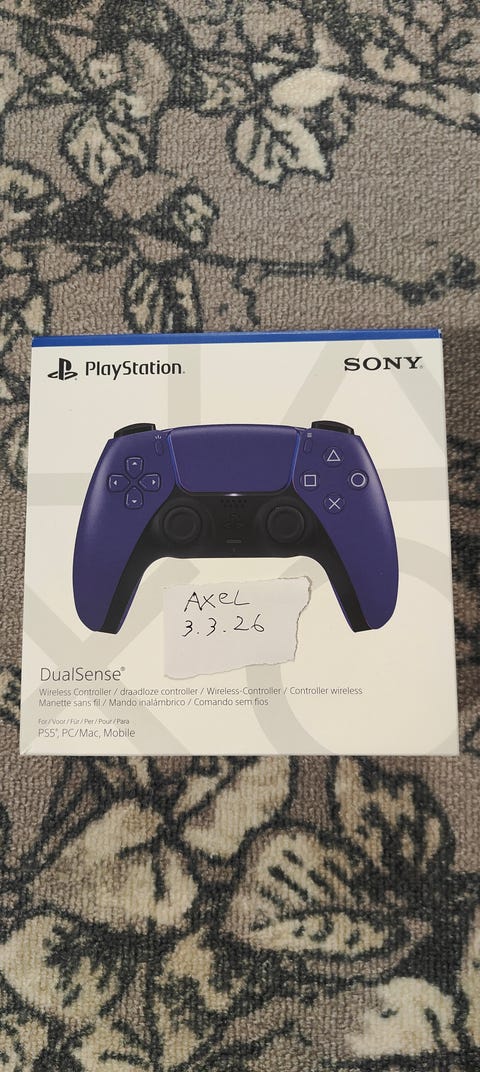 PlayStation®
SONY®
AXEL
3.3.26
DualSense®
Wireless Controller / draadloze controller / Wireless-Controller / Controller wireless
Manette sans fil / Mando inalámbrico / Comando sem fios
For / Voor / Für / Per / Pour / Para
PS5®, PC/Mac, Mobile